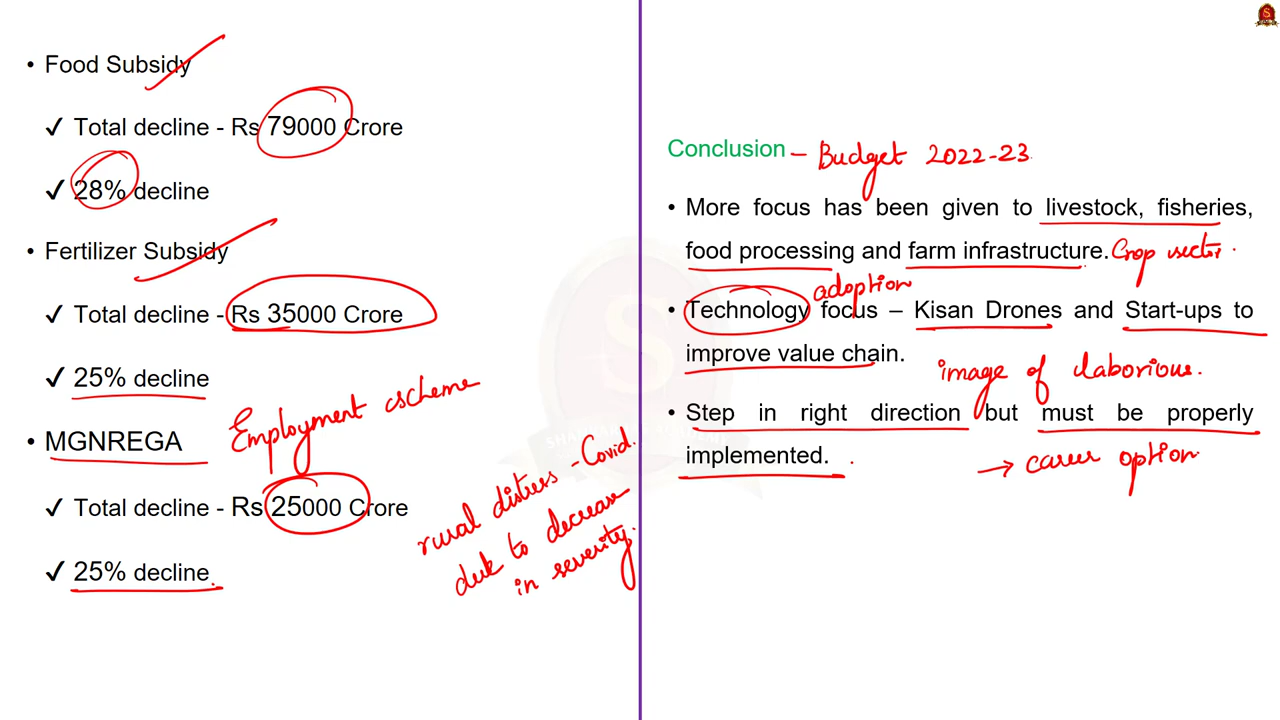 • Food Subsidy
✓ Total decline - Rs 79000 Crore
✓ 28% decline
• Fertilizer Subsidy
✓ Total decline - Rs 35000 Crore
✓ 25% decline
• MGNREGA
Employment scheme
✓ Total decline - Rs 25000 Crore
✓ 25% decline
rural distress - Covid.
due to decrease
in severity.
Conclusion – Budget 2022-23
• More focus has been given to livestock, fisheries,
food processing and farm infrastructure. Crop sector.
adoption
• Technology focus – Kisan Drones and Start-ups to
improve value chain.
image of laborious.
• Step in right direction but must be properly
implemented.
→ career option